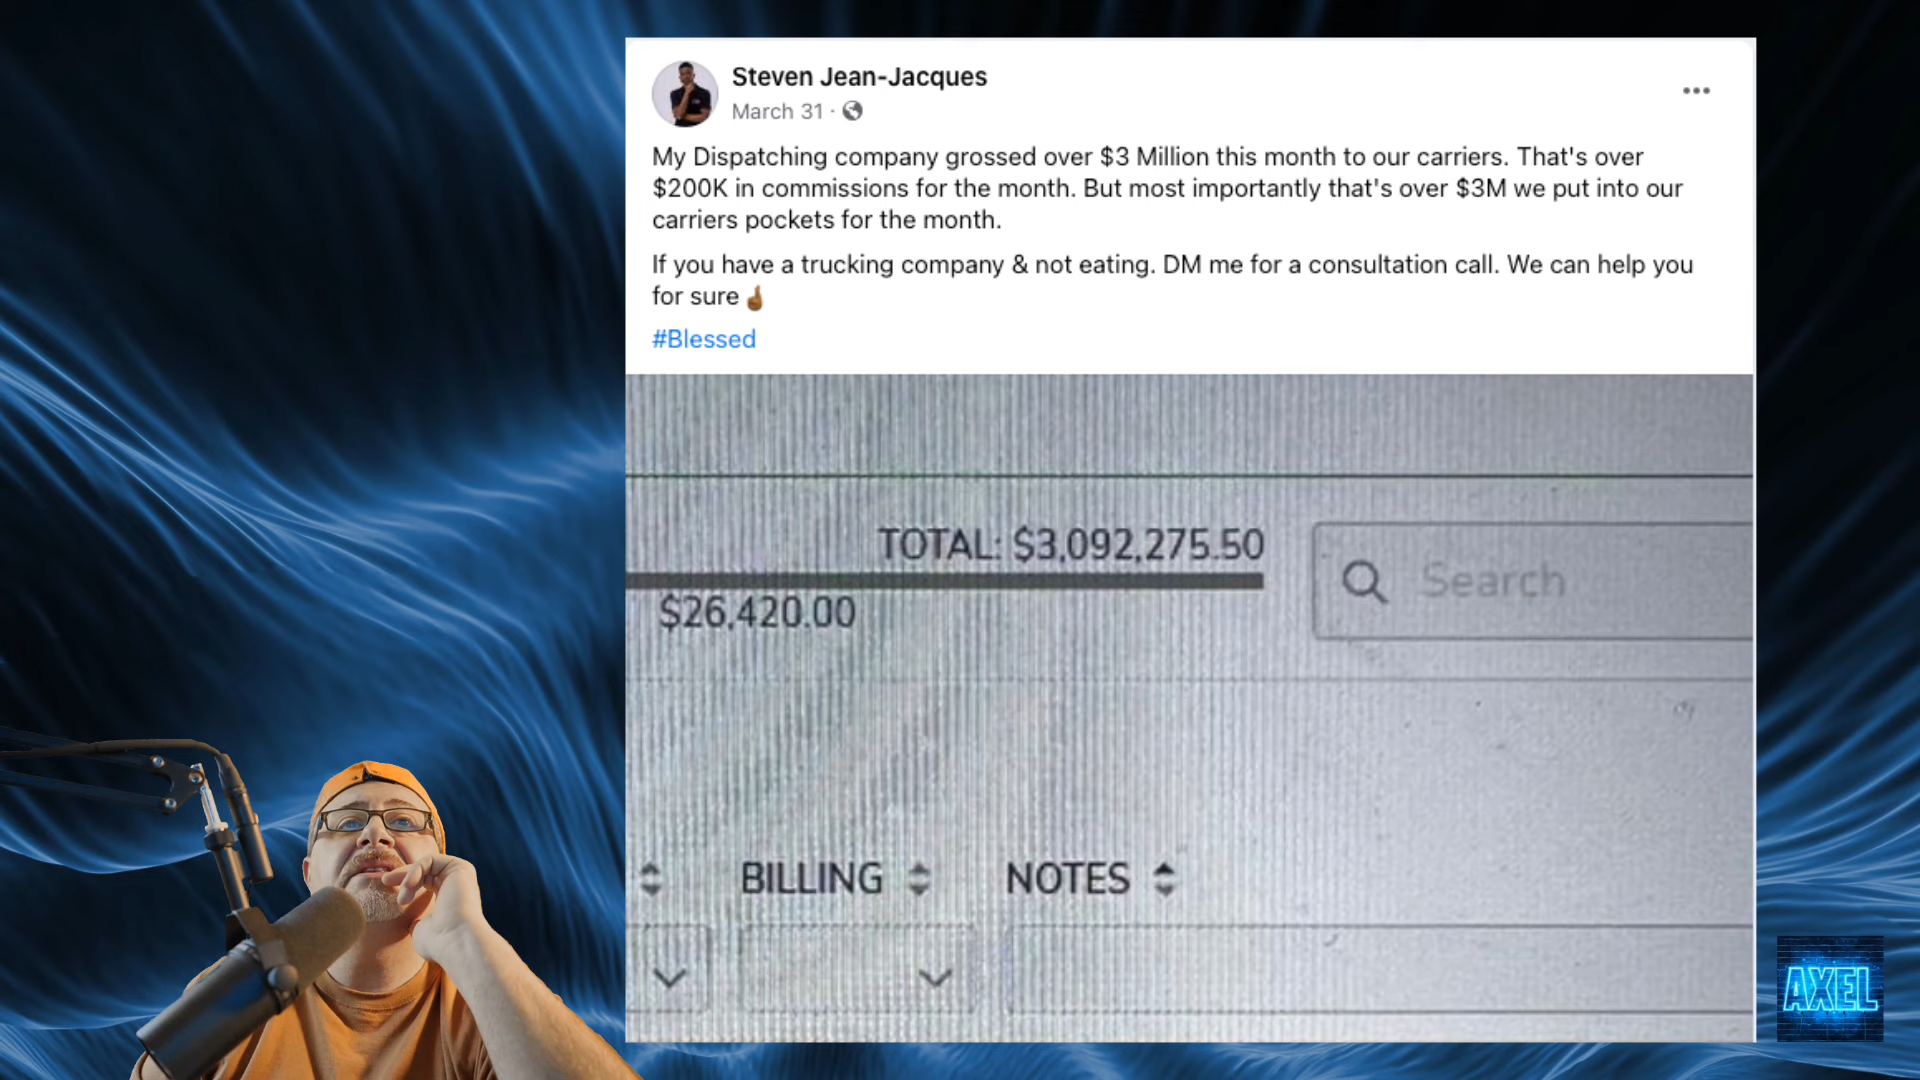 Steven Jean-Jacques
March 31 ·
My Dispatching company grossed over $3 Million this month to our carriers. That's over
$200K in commissions for the month. But most importantly that's over $3M we put into our
carriers pockets for the month.
If you have a trucking company & not eating. DM me for a consultation call. We can help you
for sure
#Blessed
TOTAL: $3,092,275.50
Search
$26,420.00
BILLING NOTES
AXEL